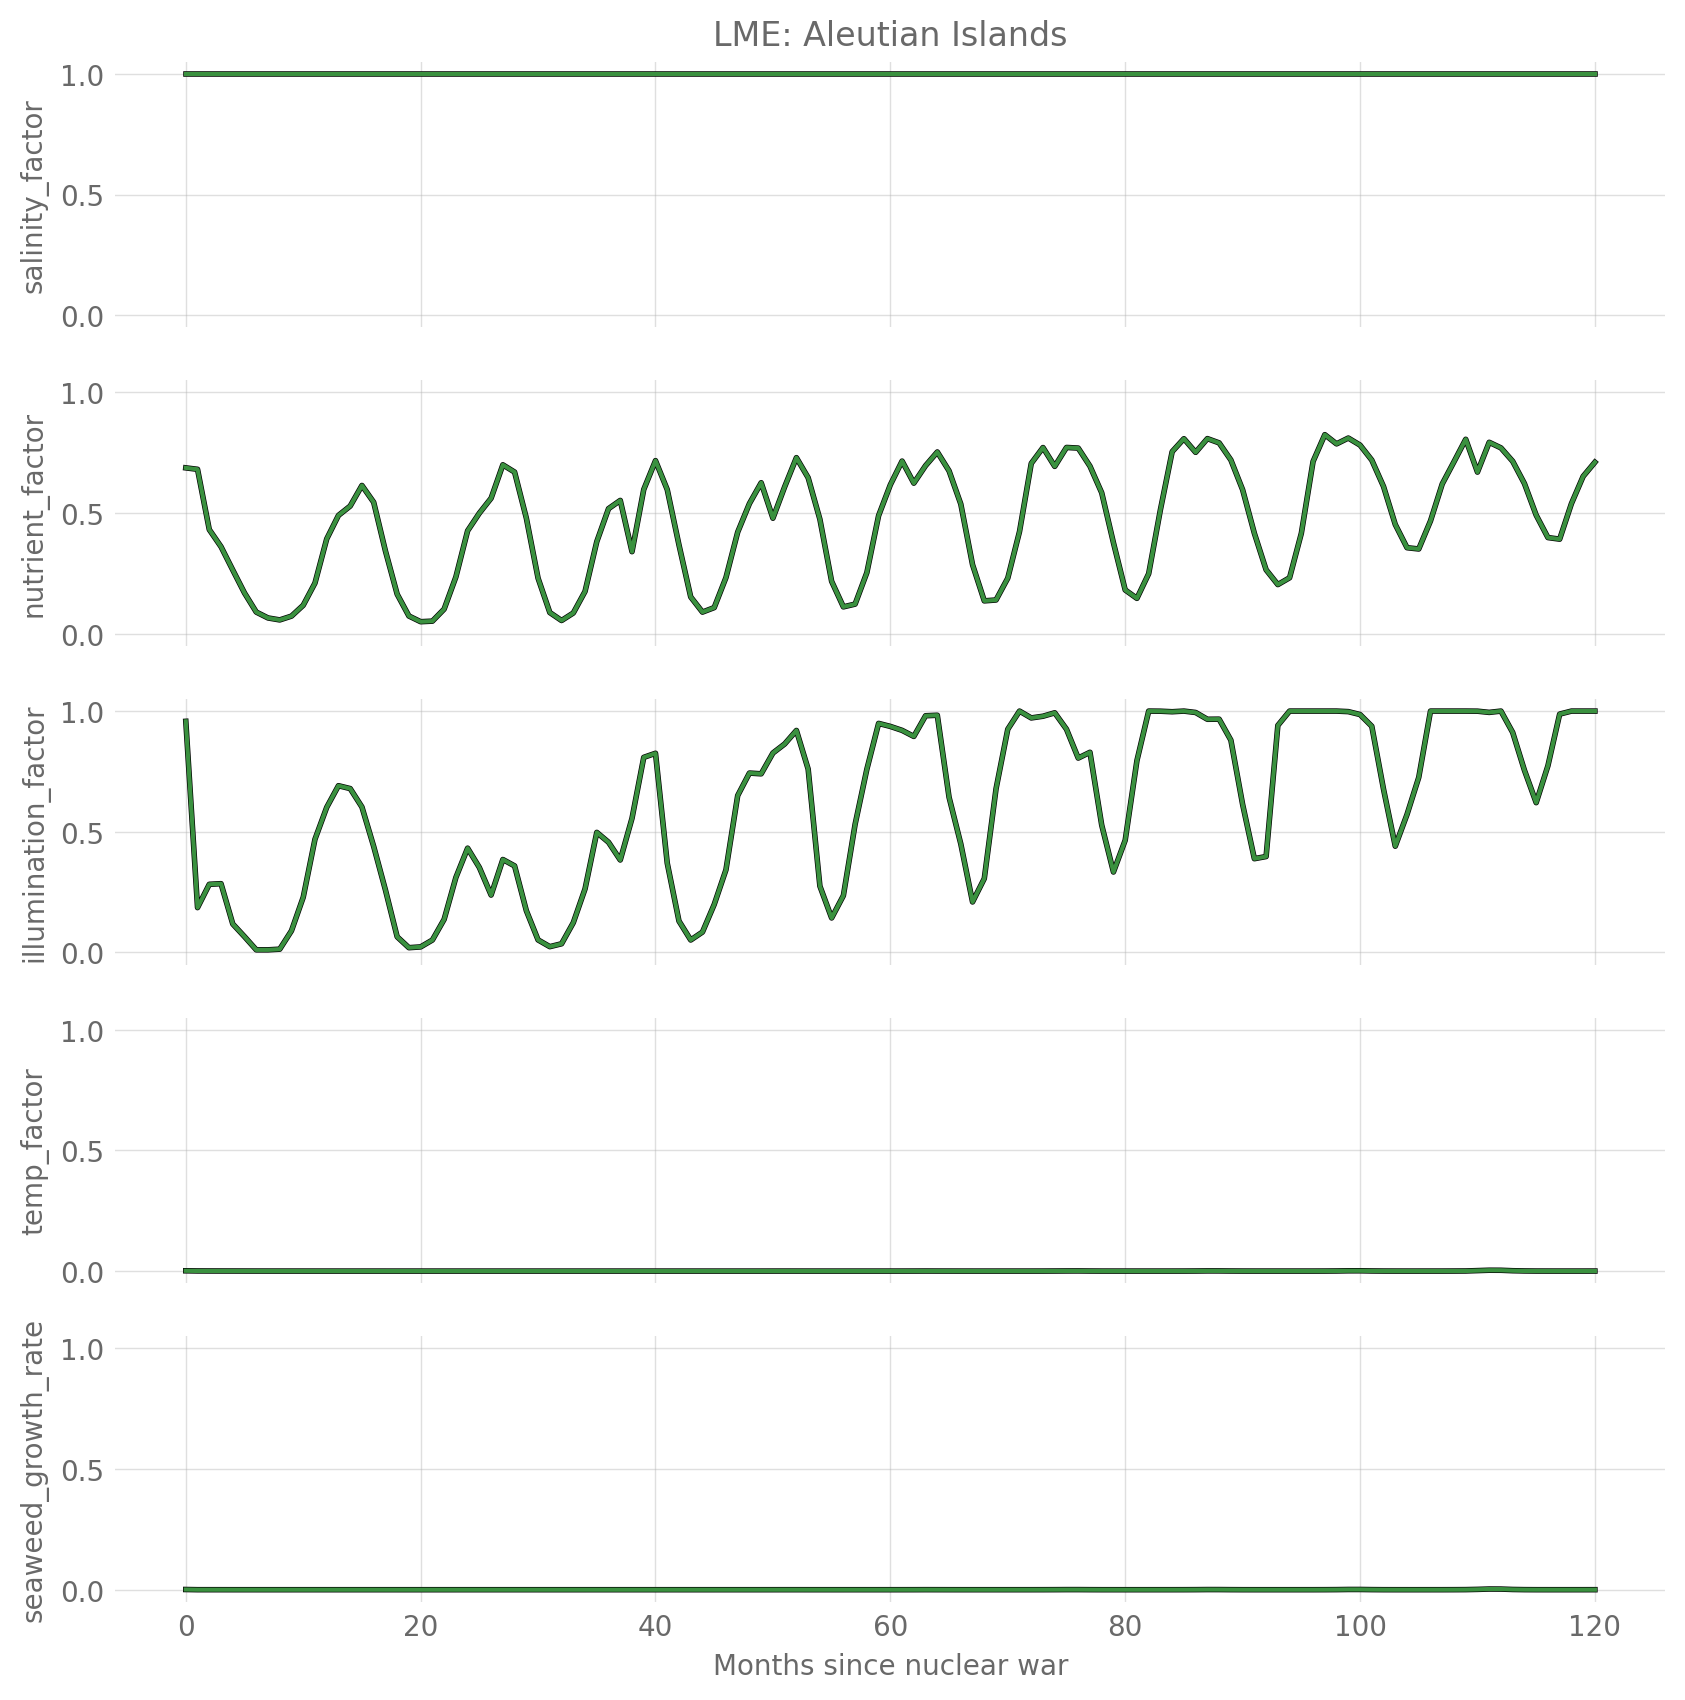 LME: Aleutian Islands
1.0
0.5
0.0
salinity_factor
1.0
0.5
0.0
nutrient_factor
1.0
0.5
0.0
illumination_factor
1.0
0.5
0.0
temp_factor
1.0
0.5
0.0
seaweed_growth_rate
0 20 40 60 80 100 120
Months since nuclear war